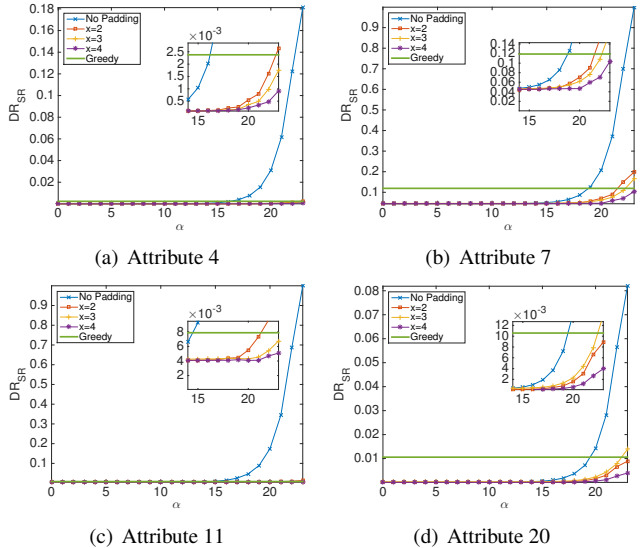 0.18
0.16
0.14
0.12
0.10
0.08
0.06
0.04
0.02
DR_SR
0 5 10 15 20
α
No Padding
x=2
x=3
x=4
Greedy
× 10^-3
2.5
2
1.5
1
0.5
15 20
(a) Attribute 4
0.9
0.8
0.7
0.6
0.5
0.4
0.3
0.2
0.1
DR_SR
0 5 10 15 20
α
No Padding
x=2
x=3
x=4
Greedy
0.14
0.12
0.10
0.08
0.06
0.04
0.02
0.00
15 20
(b) Attribute 7
0.9
0.8
0.7
0.6
0.5
0.4
0.3
0.2
0.1
DR_SR
0 5 10 15 20
α
No Padding
x=2
x=3
x=4
Greedy
× 10^-3
8
6
4
2
15 20
(c) Attribute 11
0.08
0.07
0.06
0.05
0.04
0.03
0.02
0.01
DR_SR
0 5 10 15 20
α
No Padding
x=2
x=3
x=4
Greedy
× 10^-3
12
10
8
6
4
2
15 20
(d) Attribute 20